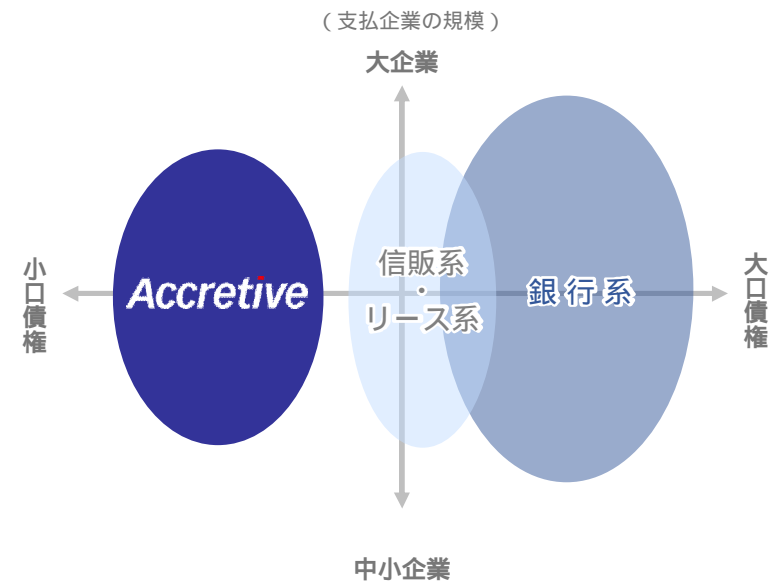 （支払企業の規模）
大企業
小口債権
Accretive
信販系
・
リース系
銀行系
大口債権
中小企業